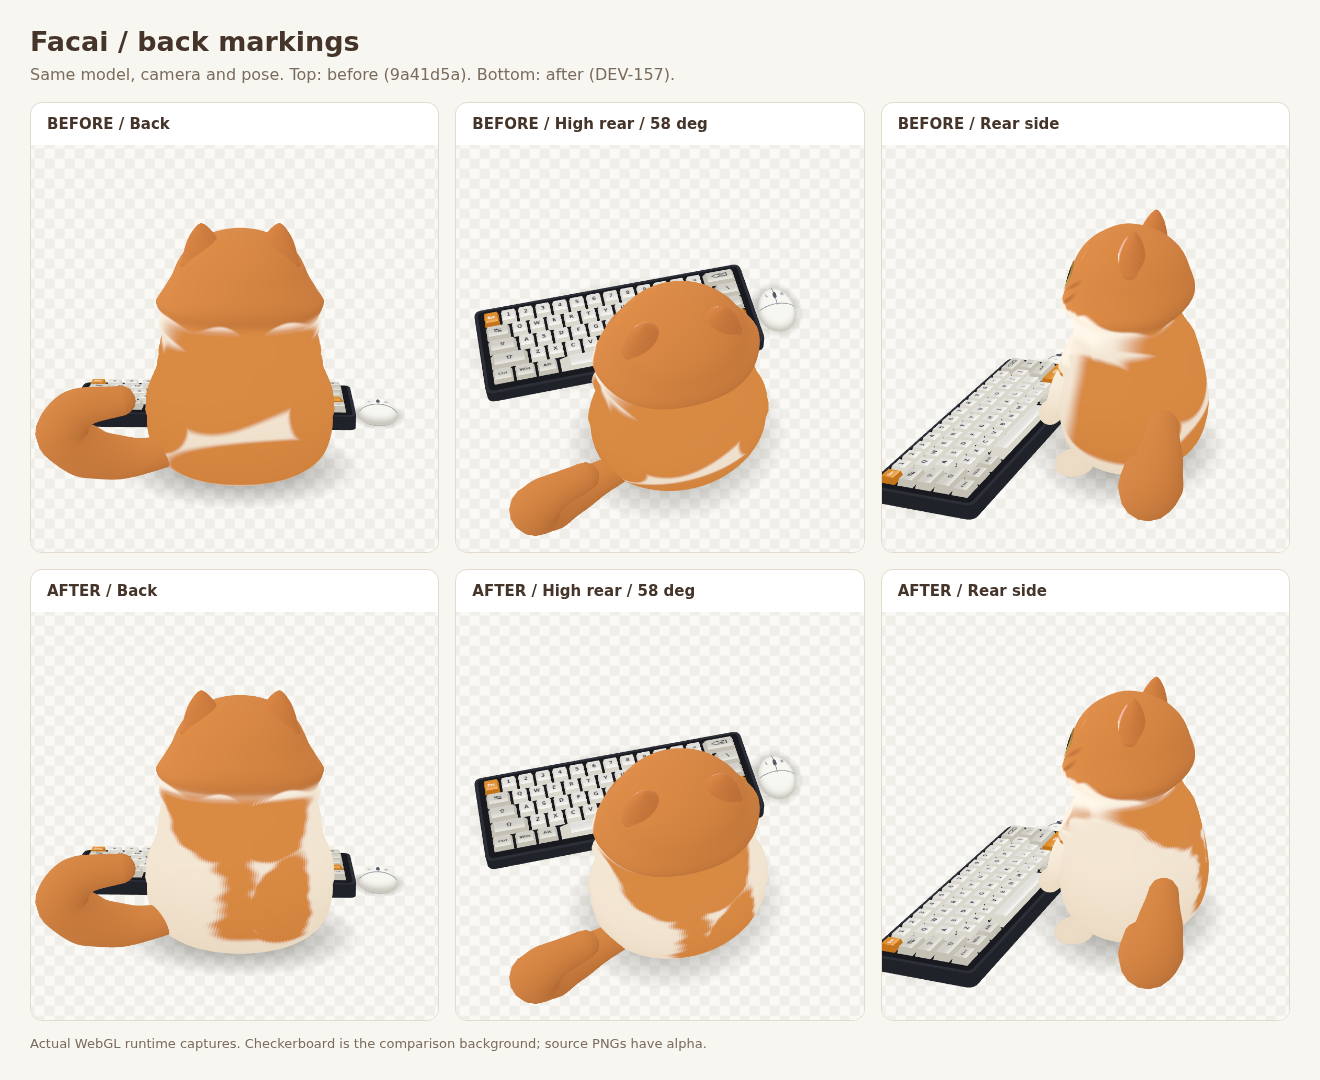 Facai / back markings
Same model, camera and pose. Top: before (9a41d5a). Bottom: after (DEV-157).
BEFORE / Back
BEFORE / High rear / 58 deg
BEFORE / Rear side
AFTER / Back
AFTER / High rear / 58 deg
AFTER / Rear side
Actual WebGL runtime captures. Checkerboard is the comparison background; source PNGs have alpha.